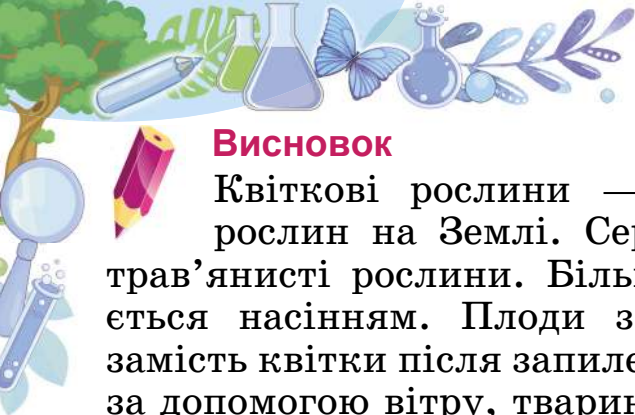 Висновок
Квіткові рослини —
рослин на Землі. Сер
трав’янисті рослини. Біль
ється насінням. Плоди з
замість квітки після запиле
за допомогою вітру, тварин